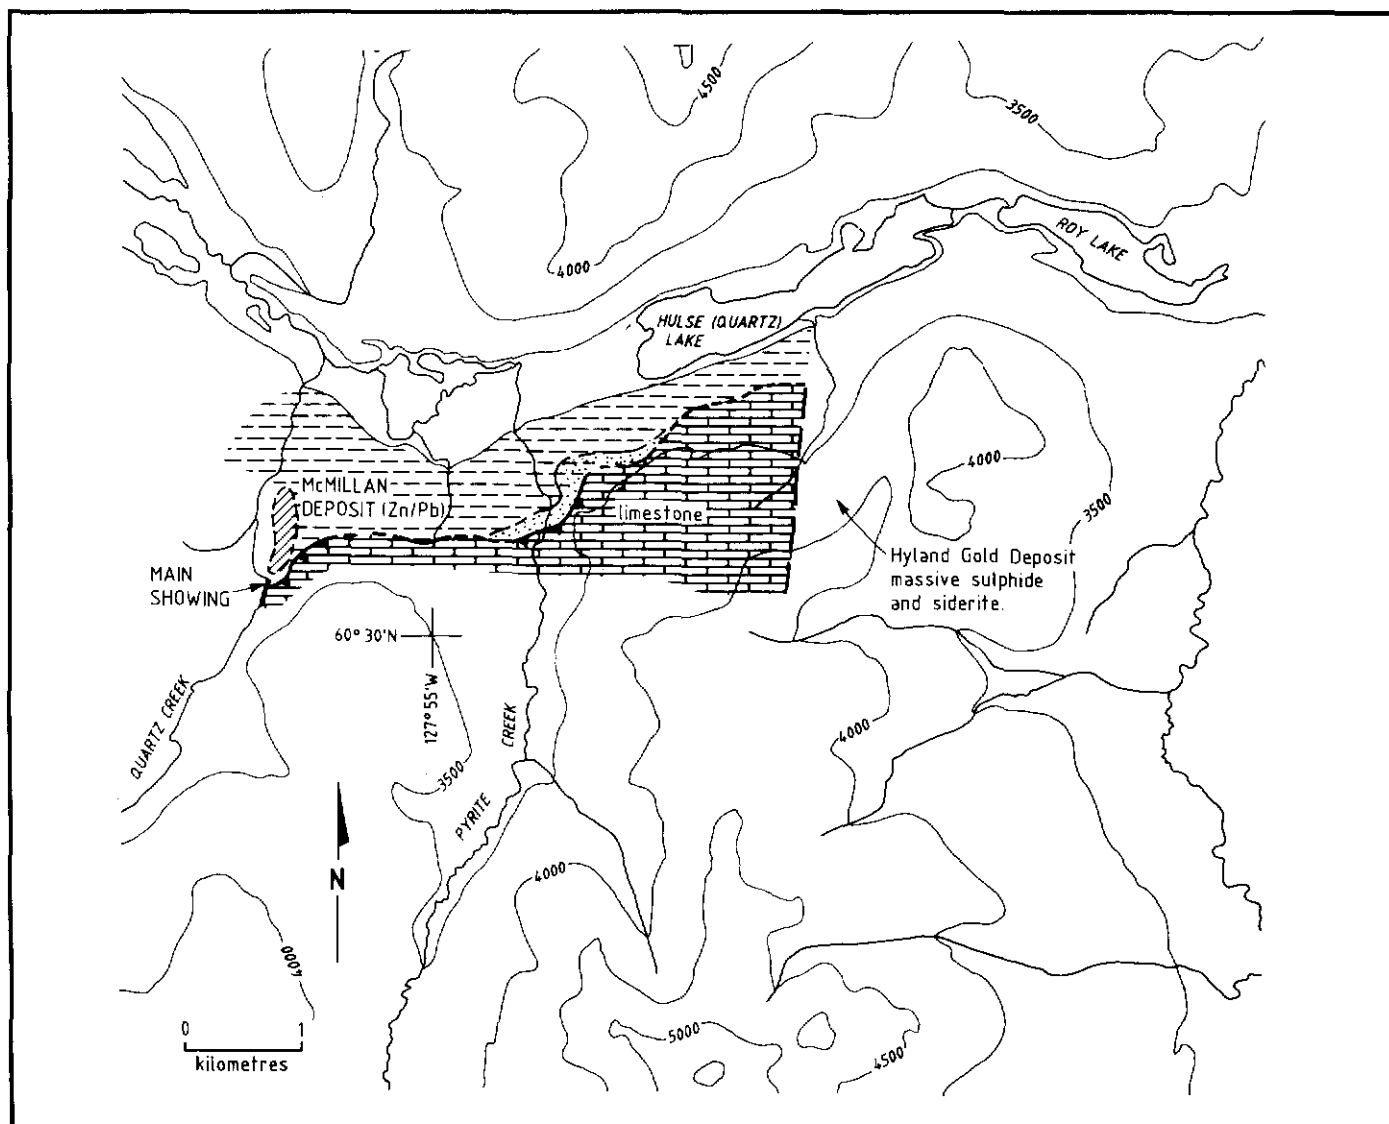 4500
3500
4000
ROY LAKE
HULSE (QUARTZ)
LAKE
4000
3500
McMILLAN
DEPOSIT (Zn/Pb)
limestone
Hyland Gold Deposit
massive sulphide
and siderite.
MAIN
SHOWING
60° 30'N
127° 55'W
QUARTZ CREEK
CREEK
PYRITE
3500
4000
4000
4000
N
5000
4500
0 1
kilometres